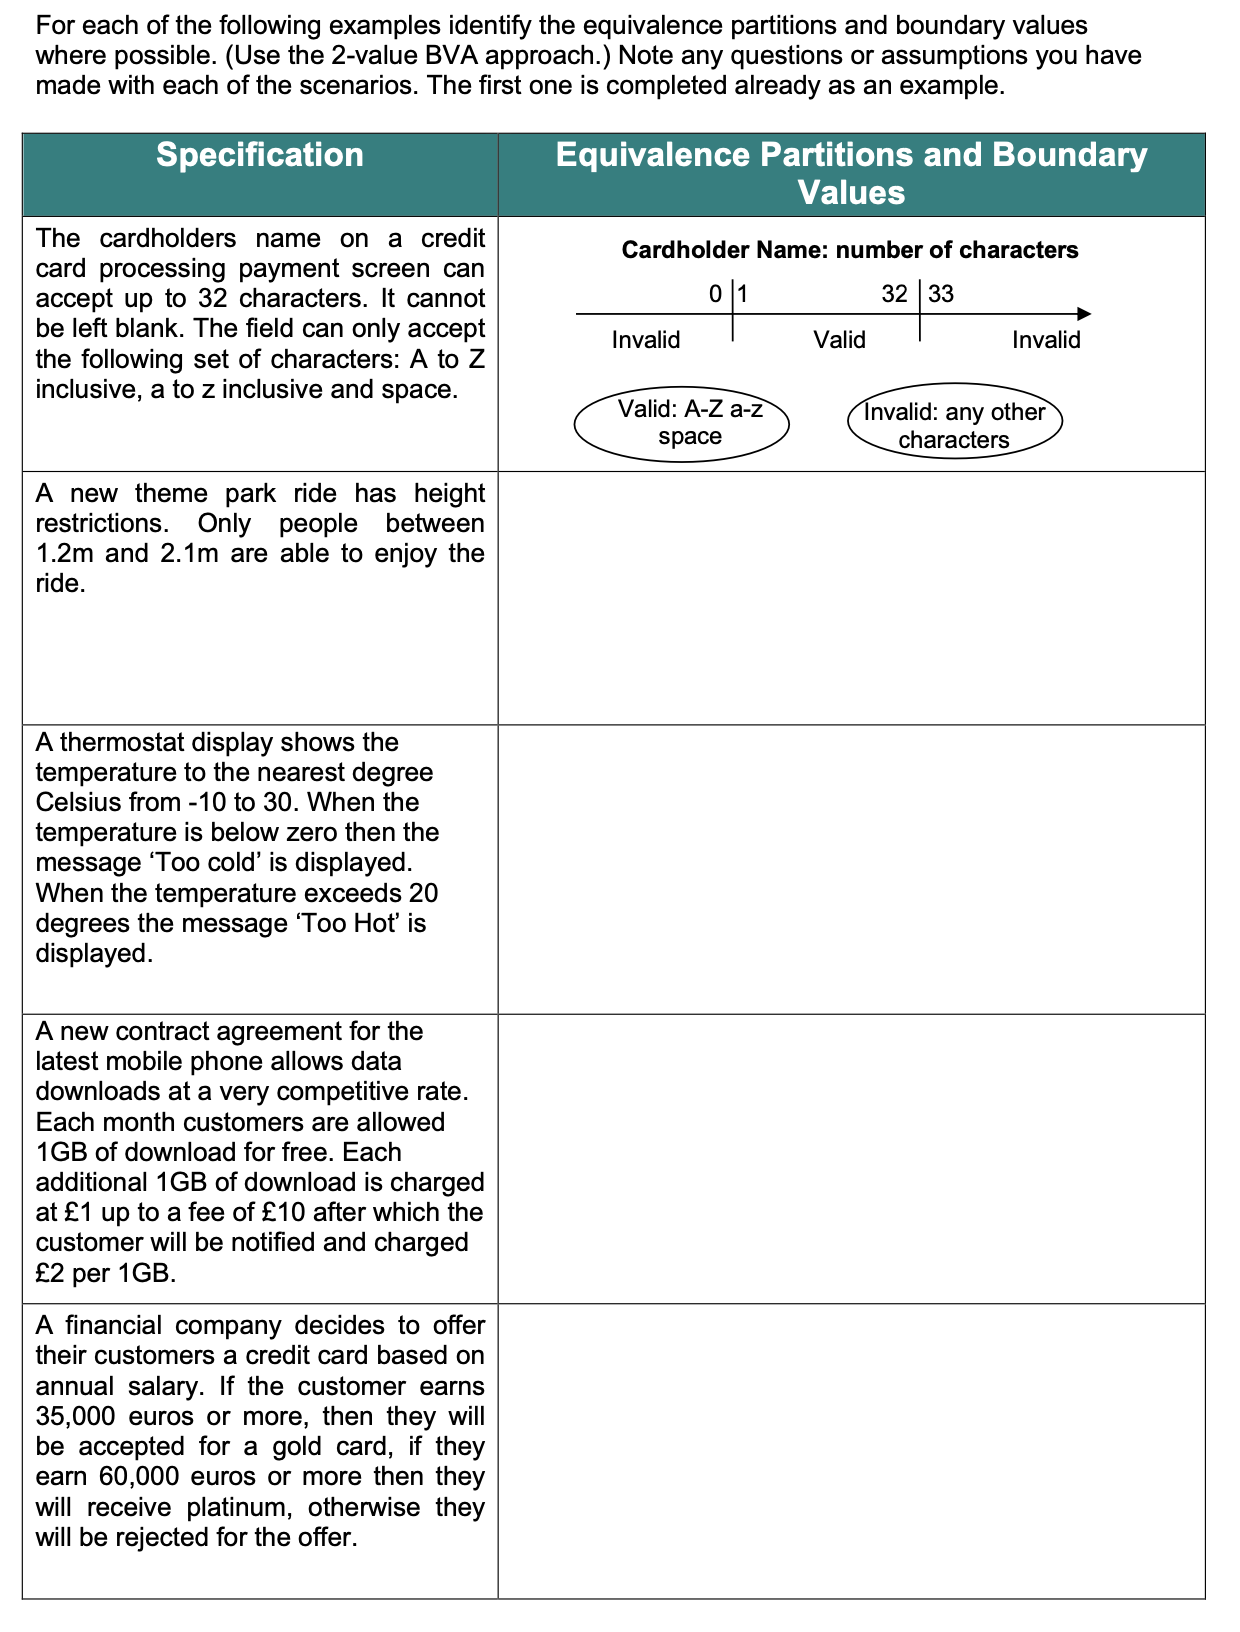 For each of the following examples identify the equivalence partitions and boundary values
where possible. (Use the 2-value BVA approach.) Note any questions or assumptions you have
made with each of the scenarios. The first one is completed already as an example.
Specification
Equivalence Partitions and Boundary
Values
The cardholders name on a credit
card processing payment screen can
accept up to 32 characters. It cannot
be left blank. The field can only accept
the following set of characters: A to Z
inclusive, a to z inclusive and space.
Cardholder Name: number of characters
0 1 32 33
Invalid Valid Invalid
Valid: A-Z a-z
space
Invalid: any other
characters
A new theme park ride has height
restrictions. Only people between
1.2m and 2.1m are able to enjoy the
ride.
A thermostat display shows the
temperature to the nearest degree
Celsius from -10 to 30. When the
temperature is below zero then the
message ‘Too cold’ is displayed.
When the temperature exceeds 20
degrees the message ‘Too Hot’ is
displayed.
A new contract agreement for the
latest mobile phone allows data
downloads at a very competitive rate.
Each month customers are allowed
1GB of download for free. Each
additional 1GB of download is charged
at £1 up to a fee of £10 after which the
customer will be notified and charged
£2 per 1GB.
A financial company decides to offer
their customers a credit card based on
annual salary. If the customer earns
35,000 euros or more, then they will
be accepted for a gold card, if they
earn 60,000 euros or more then they
will receive platinum, otherwise they
will be rejected for the offer.